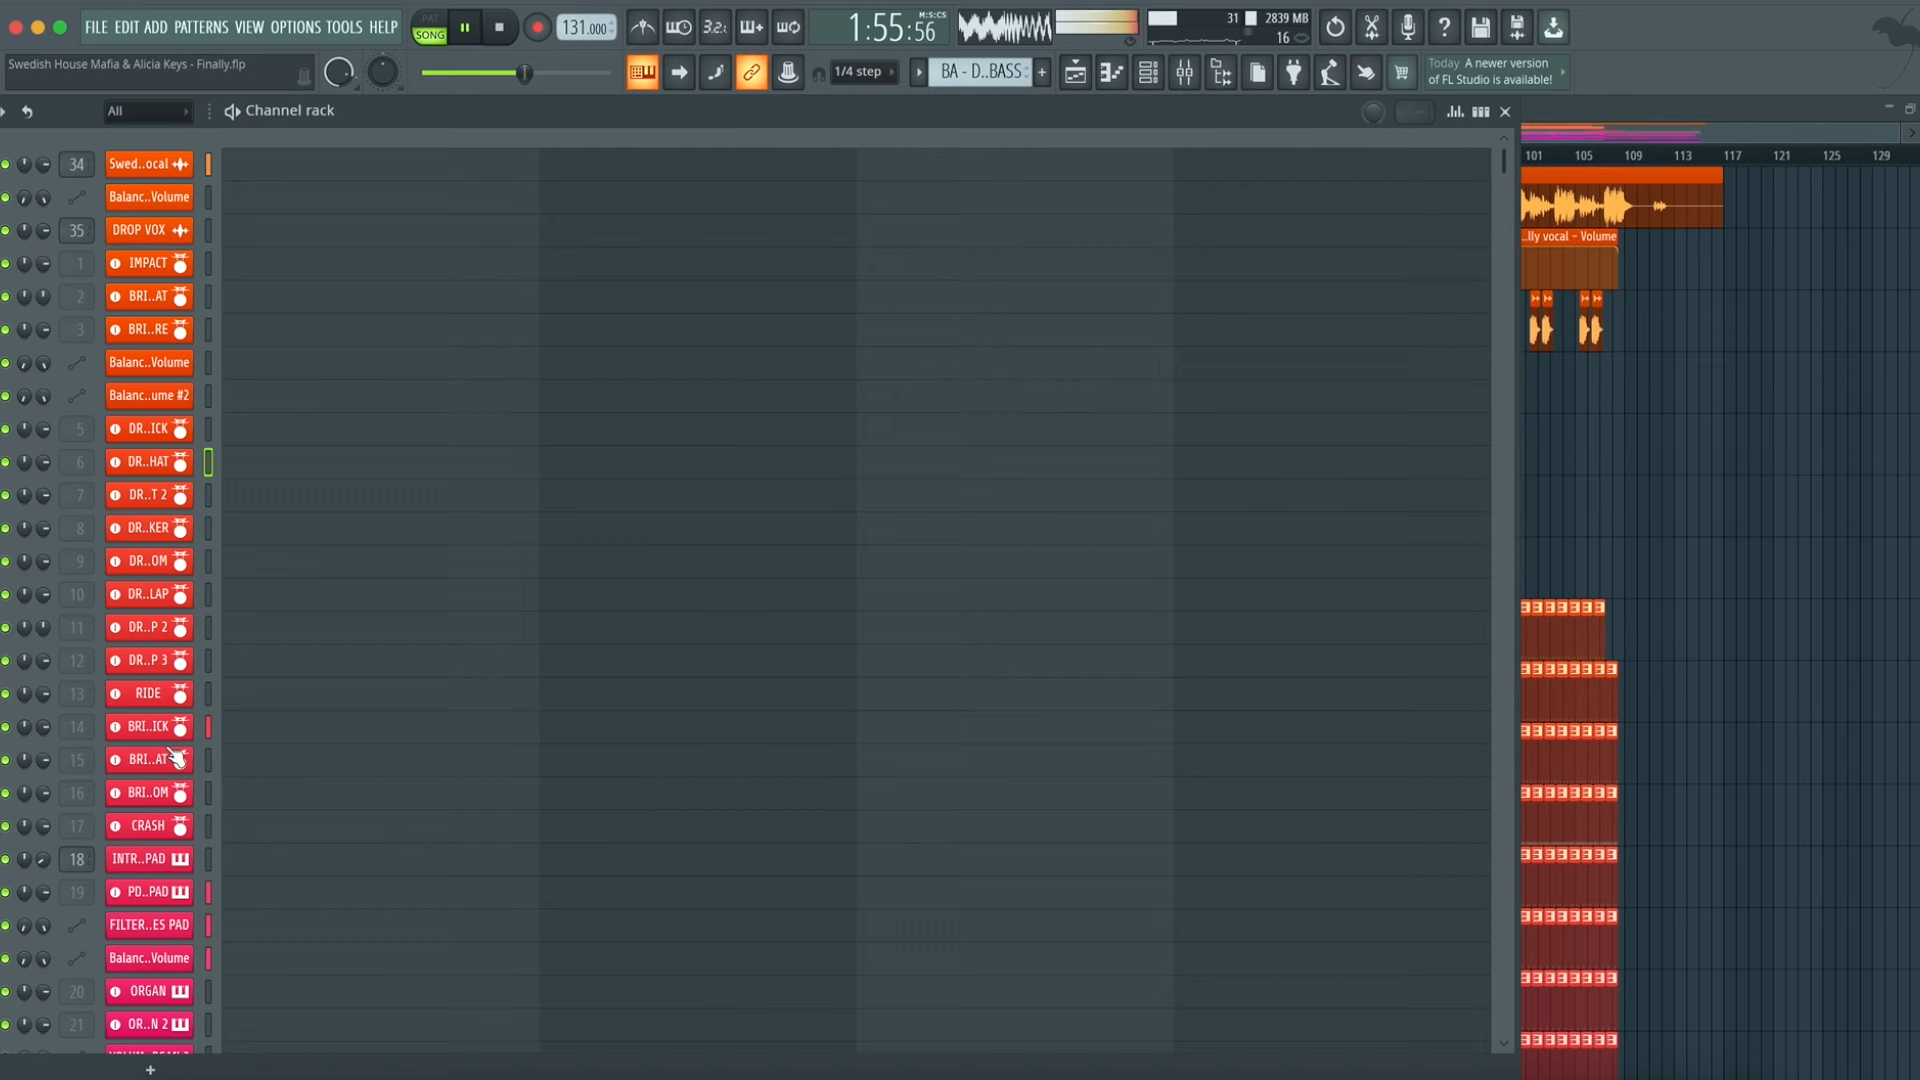 FILE EDIT ADD PATTERNS VIEW OPTIONS TOOLS HELP
PAT
SONG
131.000
3.2.
1:55:56
M:S:CS
31
2839 MB
16
Swedish House Mafia & Alicia Keys - Finally.flp
1/4 step
BA - D..BASS
Today A newer version
of FL Studio is available!
All
Channel rack
101 105 109 113 117 121 125 129
34 Swed..ocal
Balanc..Volume
35 DROP VOX
..lly vocal - Volume
1 IMPACT
2 BRI..AT
3 BRI..RE
Balanc..Volume
Balanc..ume #2
5 DR..ICK
6 DR..HAT
7 DR..T 2
8 DR..KER
9 DR..OM
10 DR..LAP
11 DR..P 2
12 DR..P 3
13 RIDE
14 BRI..ICK
15 BRI..AT
16 BRI..OM
17 CRASH
18 INTR..PAD
19 PD..PAD
FILTER..ES PAD
Balanc..Volume
20 ORGAN
21 OR..N 2